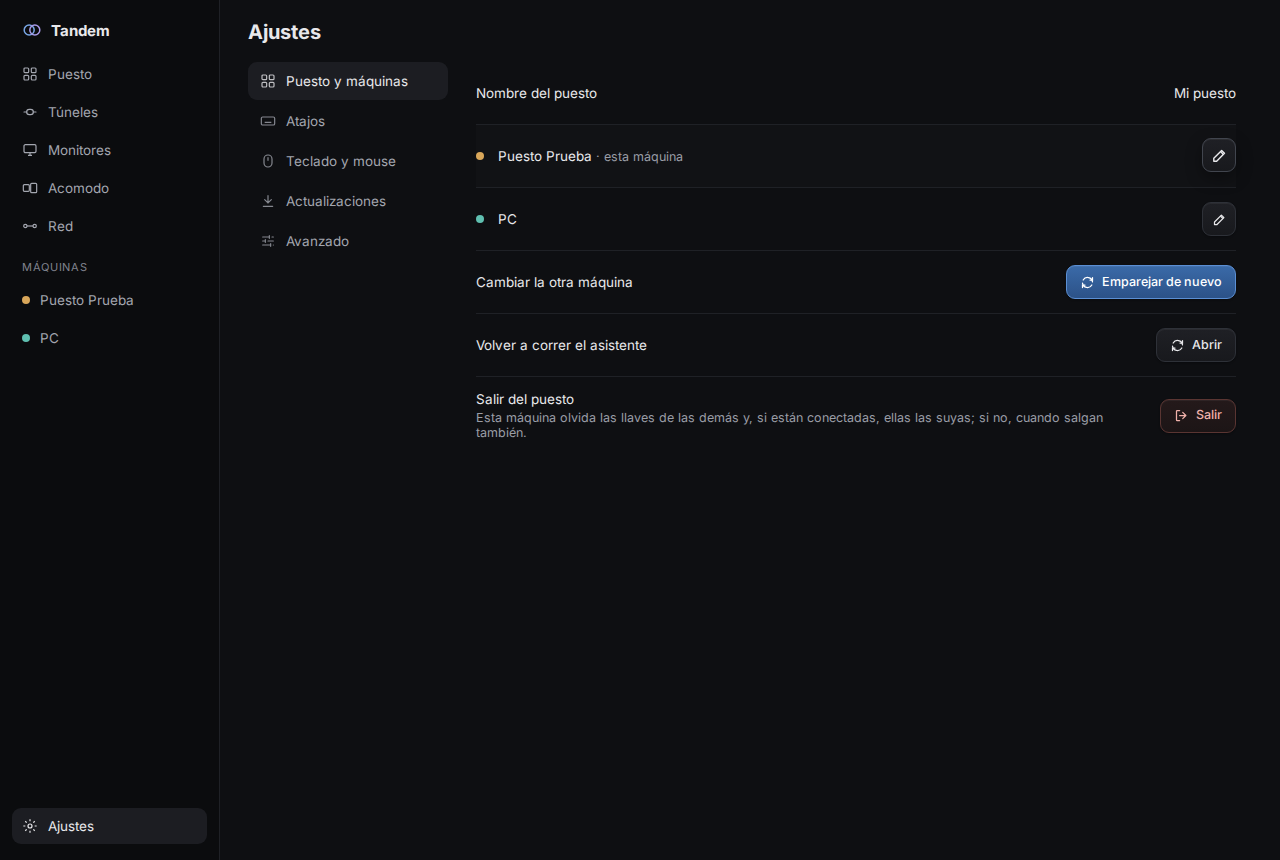 Tandem
Puesto
Túneles
Monitores
Acomodo
Red
MÁQUINAS
Puesto Prueba
PC
Ajustes
Ajustes
Puesto y máquinas
Atajos
Teclado y mouse
Actualizaciones
Avanzado
Nombre del puesto
Mi puesto
Puesto Prueba · esta máquina
PC
Cambiar la otra máquina
Emparejar de nuevo
Volver a correr el asistente
Abrir
Salir del puesto
Esta máquina olvida las llaves de las demás y, si están conectadas, ellas las suyas; si no, cuando salgan
también.
Salir